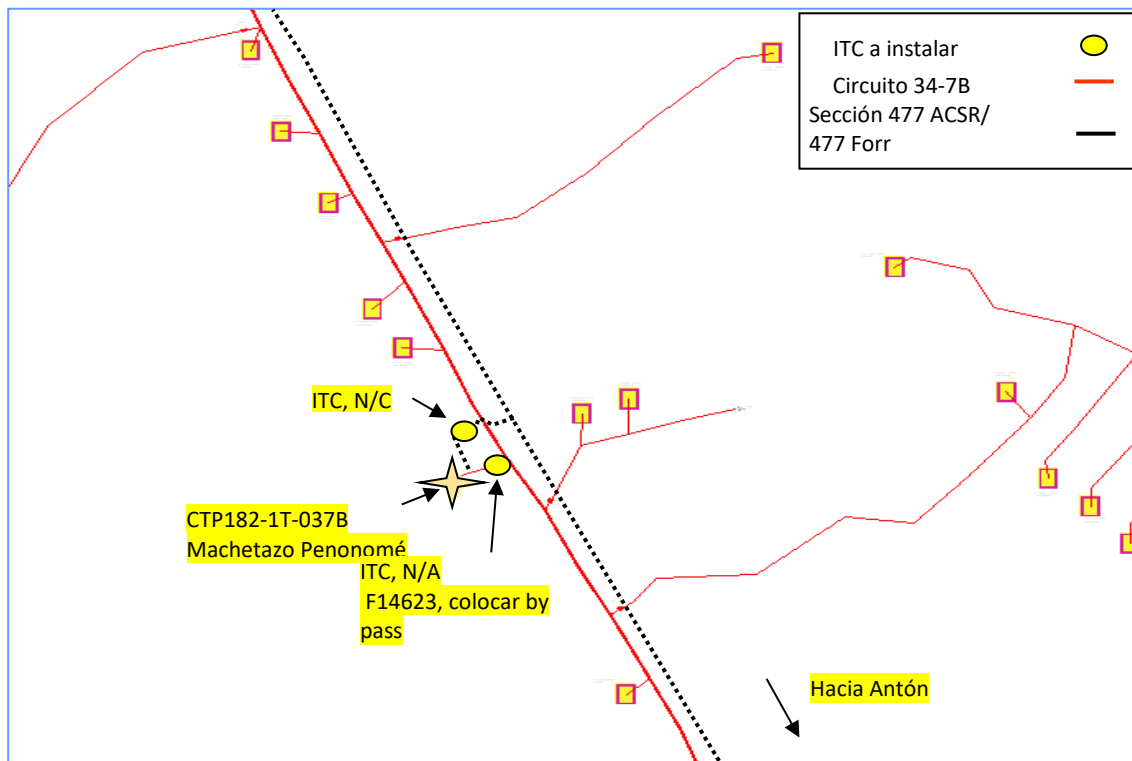 ITC a instalar
Circuito 34-7B
Sección 477 ACSR/
477 Forr
ITC, N/C
CTP182-1T-037B
Machetazo Penonomé
ITC, N/A
F14623, colocar by
pass
Hacia Antón